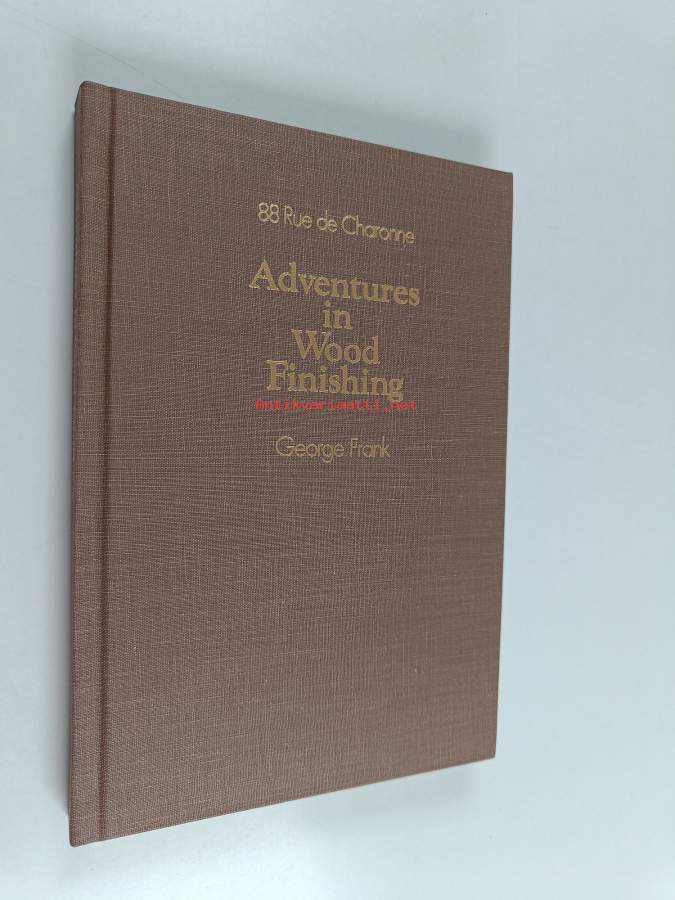 88 Rue de Charonne
Adventures
in
Wood
Finishing
Antikvariaatti.net
George Frank